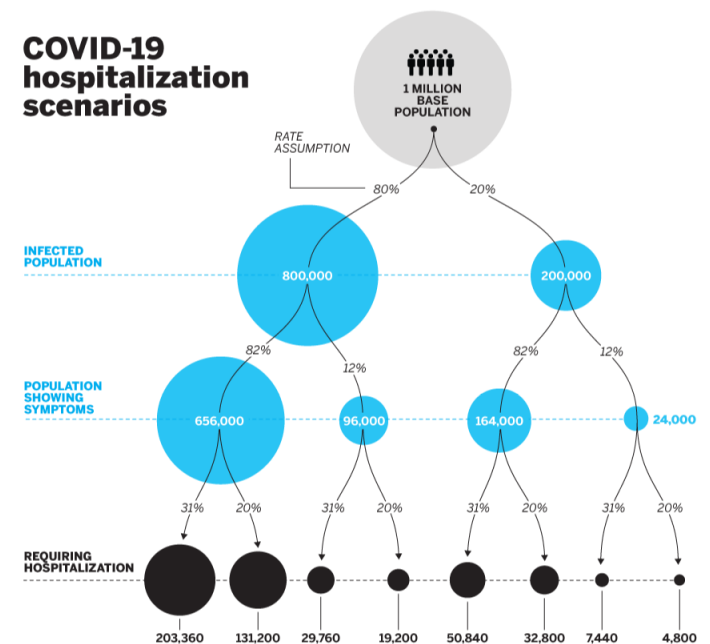 COVID-19
hospitalization
scenarios
1 MILLION
BASE
POPULATION
RATE
ASSUMPTION
80% 20%
INFECTED
POPULATION
800,000 200,000
82% 12% 82% 12%
POPULATION
SHOWING
SYMPTOMS
656,000 96,000 164,000 24,000
31% 20% 31% 20% 31% 20% 31% 20%
REQUIRING
HOSPITALIZATION
203,360 131,200 29,760 19,200 50,840 32,800 7,440 4,800